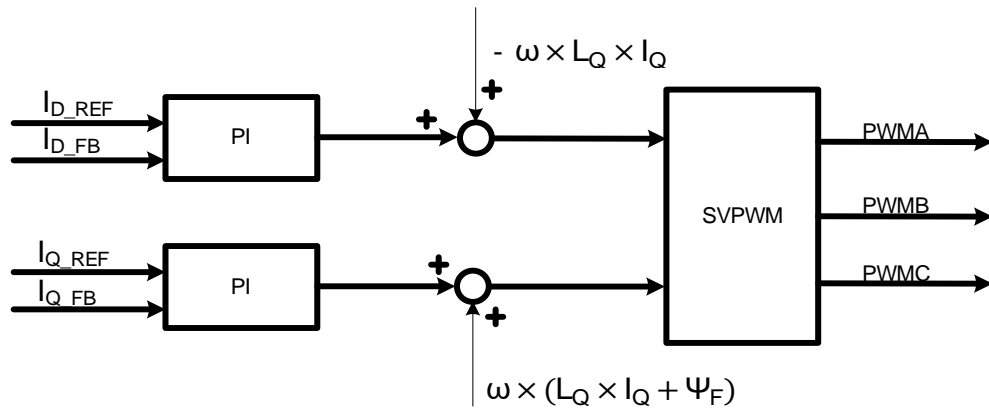 - ω × L_Q × I_Q
+
I_D_REF
+
I_D_FB
PI
PWMA
SVPWM
PWMB
I_Q_REF
+
PI
PWMC
I_Q_FB
+
ω × (L_Q × I_Q + Ψ_F)